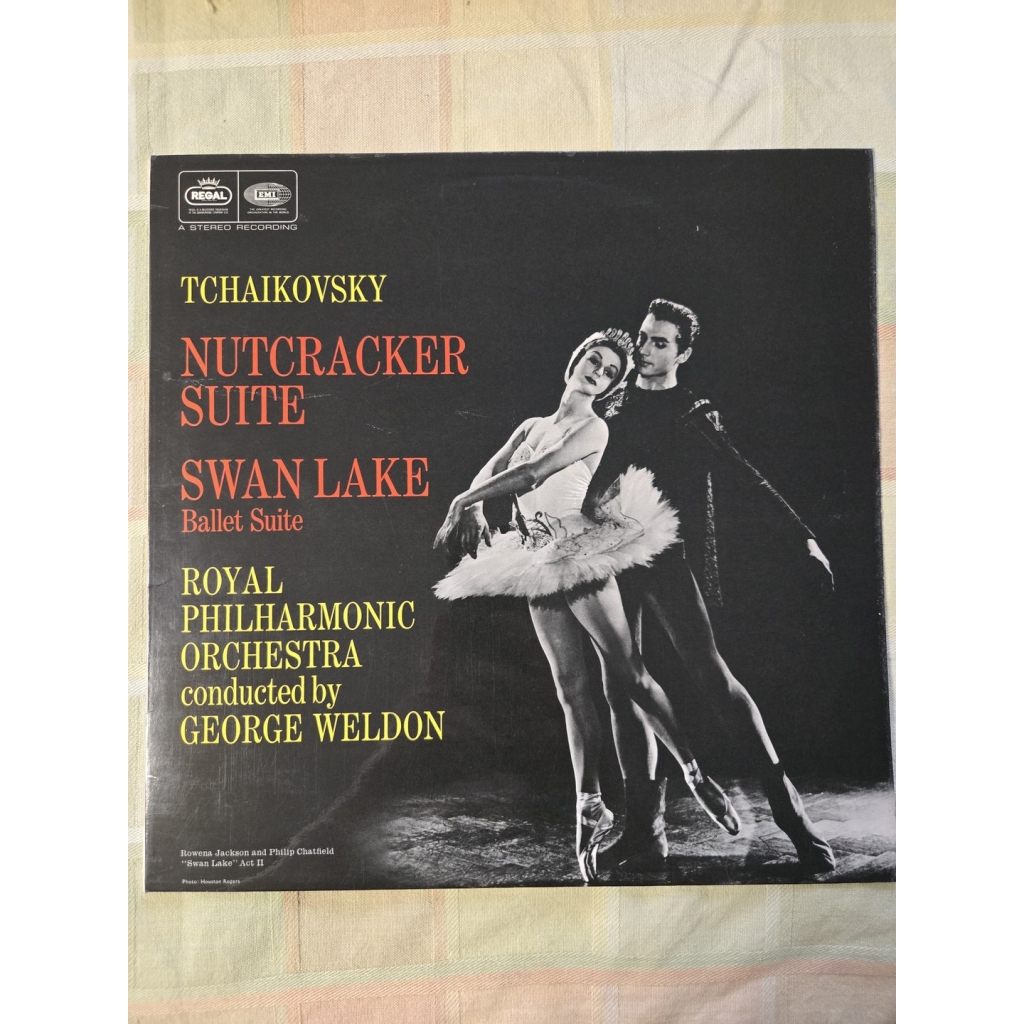 REGAL
EMI
A STEREO RECORDING
TCHAIKOVSKY
NUTCRACKER
SUITE
SWAN LAKE
Ballet Suite
ROYAL
PHILHARMONIC
ORCHESTRA
conducted by
GEORGE WELDON
Rowena Jackson and Philip Chatfield
"Swan Lake" Act II
Photo: Houston Rogers